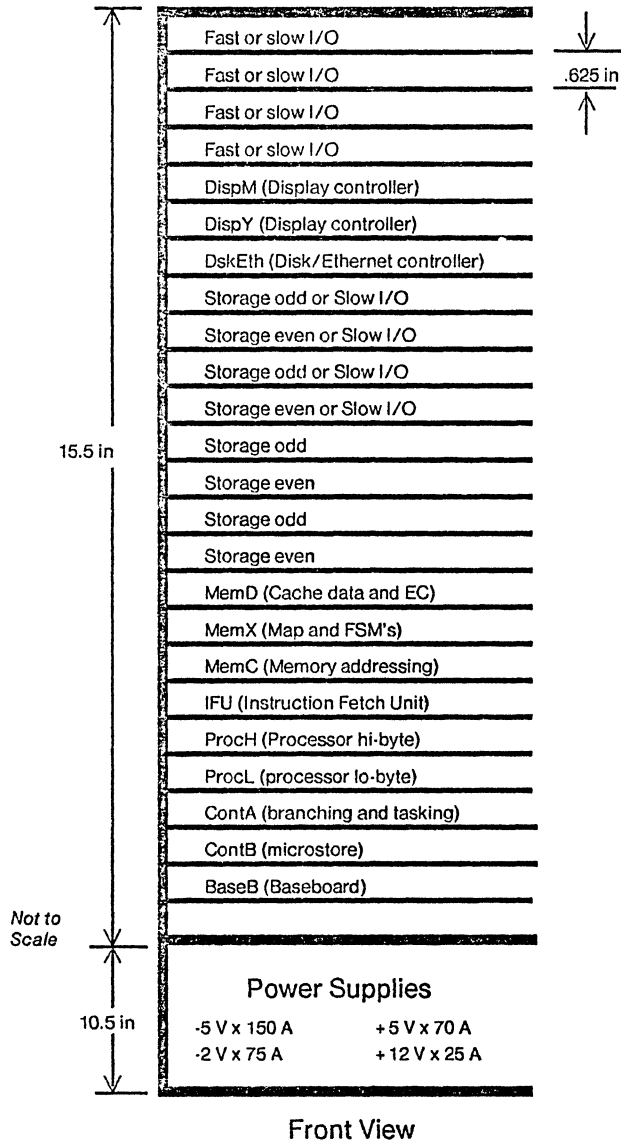 Fast or slow I/O
Fast or slow I/O
.625 in
Fast or slow I/O
Fast or slow I/O
DispM (Display controller)
DispY (Display controller)
DskEth (Disk/Ethernet controller)
Storage odd or Slow I/O
Storage even or Slow I/O
Storage odd or Slow I/O
Storage even or Slow I/O
15.5 in
Storage odd
Storage even
Storage odd
Storage even
MemD (Cache data and EC)
MemX (Map and FSM's)
MemC (Memory addressing)
IFU (Instruction Fetch Unit)
ProcH (Processor hi-byte)
ProcL (processor lo-byte)
ContA (branching and tasking)
ContB (microstore)
BaseB (Baseboard)
Not to
Scale
Power Supplies
10.5 in
-5 V x 150 A +5 V x 70 A
-2 V x 75 A +12 V x 25 A
Front View